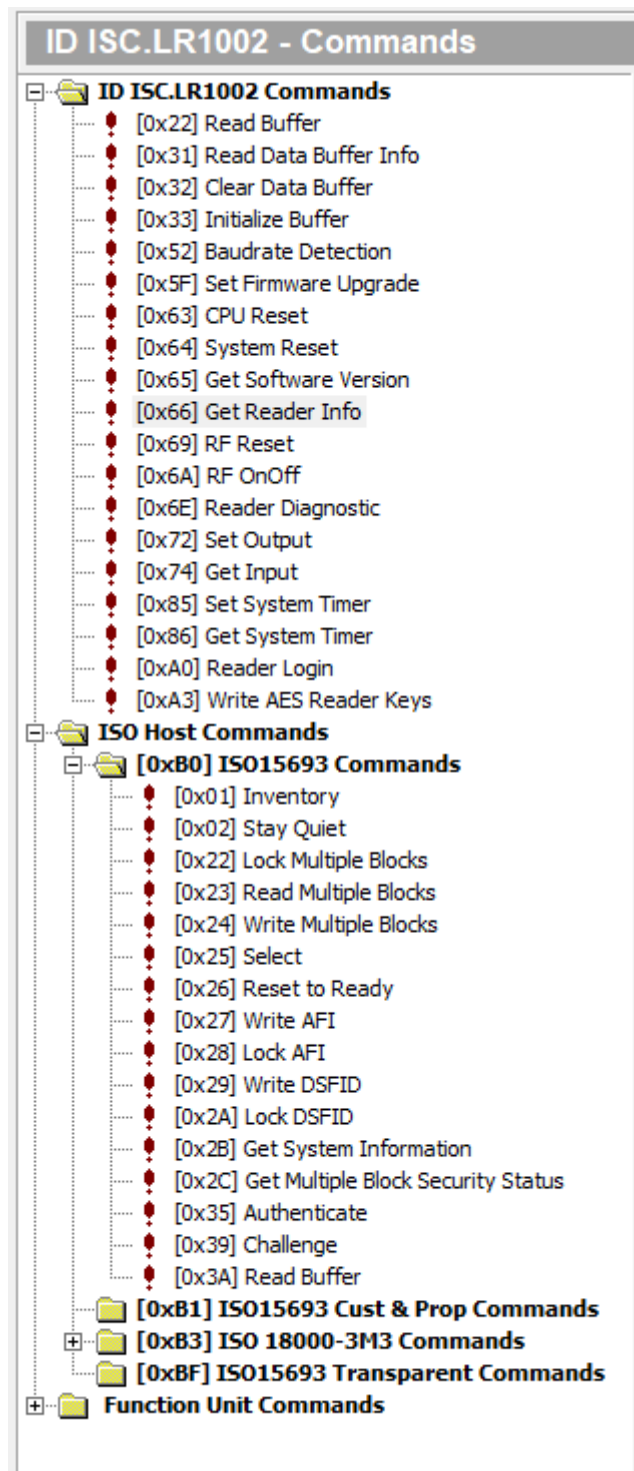 ID ISC.LR1002 - Commands
ID ISC.LR1002 Commands
[0x22] Read Buffer
[0x31] Read Data Buffer Info
[0x32] Clear Data Buffer
[0x33] Initialize Buffer
[0x52] Baudrate Detection
[0x5F] Set Firmware Upgrade
[0x63] CPU Reset
[0x64] System Reset
[0x65] Get Software Version
[0x66] Get Reader Info
[0x69] RF Reset
[0x6A] RF OnOff
[0x6E] Reader Diagnostic
[0x72] Set Output
[0x74] Get Input
[0x85] Set System Timer
[0x86] Get System Timer
[0xA0] Reader Login
[0xA3] Write AES Reader Keys
ISO Host Commands
[0xB0] ISO15693 Commands
[0x01] Inventory
[0x02] Stay Quiet
[0x22] Lock Multiple Blocks
[0x23] Read Multiple Blocks
[0x24] Write Multiple Blocks
[0x25] Select
[0x26] Reset to Ready
[0x27] Write AFI
[0x28] Lock AFI
[0x29] Write DSFID
[0x2A] Lock DSFID
[0x2B] Get System Information
[0x2C] Get Multiple Block Security Status
[0x35] Authenticate
[0x39] Challenge
[0x3A] Read Buffer
[0xB1] ISO15693 Cust & Prop Commands
[0xB3] ISO 18000-3M3 Commands
[0xBF] ISO15693 Transparent Commands
Function Unit Commands